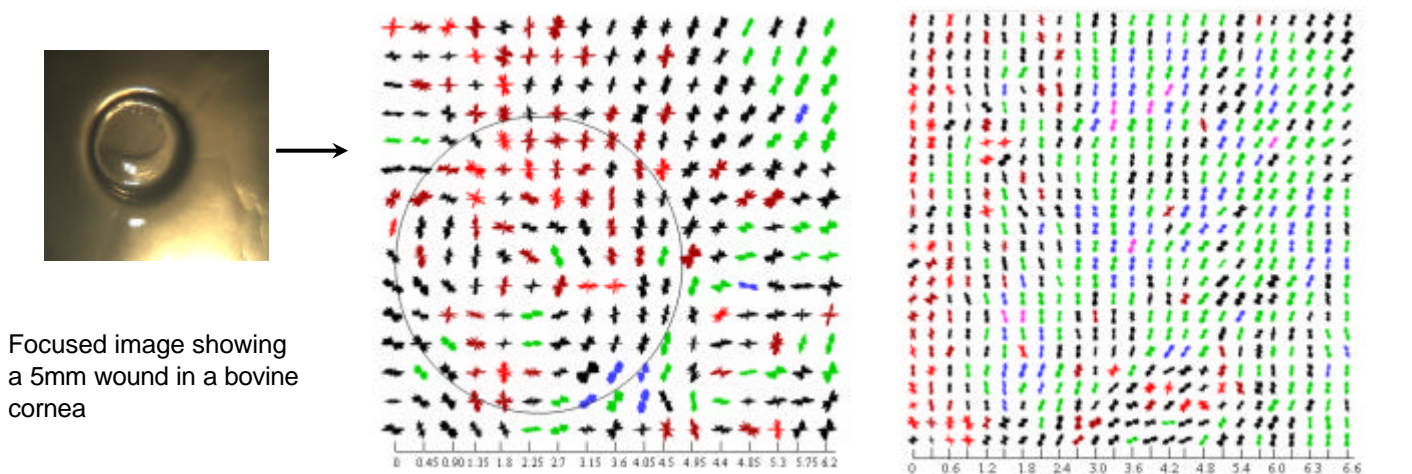 Focused image showing
a 5mm wound in a bovine
cornea
0 0.45 0.90 1.35 1.8 2.25 2.7 3.15 3.6 4.05 4.5 4.95 4.4 4.85 5.3 5.75 6.2
0 0.6 1.2 1.8 2.4 3.0 3.6 4.2 4.8 5.4 6.0 6.6